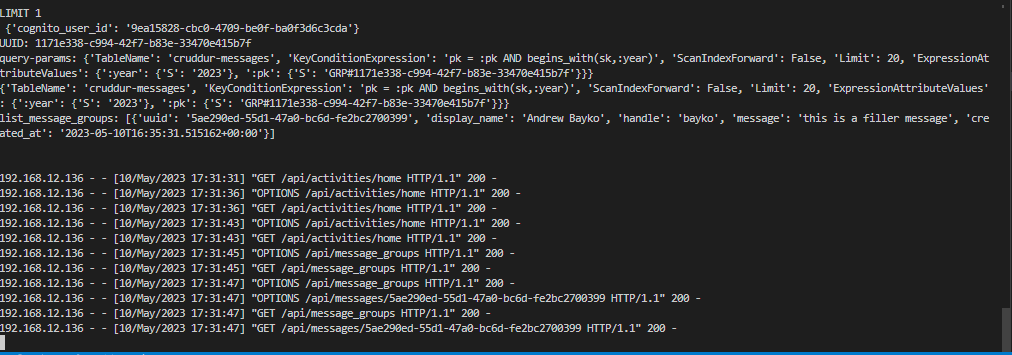 LIMIT 1
 {'cognito_user_id': '9ea15828-cbc0-4709-be0f-ba0f3d6c3cda'}
UUID: 1171e338-c994-42f7-b83e-33470e415b7f
query-params: {'TableName': 'cruddur-messages', 'KeyConditionExpression': 'pk = :pk AND begins_with(sk,:year)', 'ScanIndexForward': False, 'Limit': 20, 'ExpressionAt
tributeValues': {':year': {'S': '2023'}, ':pk': {'S': 'GRP#1171e338-c994-42f7-b83e-33470e415b7f'}}}
{'TableName': 'cruddur-messages', 'KeyConditionExpression': 'pk = :pk AND begins_with(sk,:year)', 'ScanIndexForward': False, 'Limit': 20, 'ExpressionAttributeValues'
: {':year': {'S': '2023'}, ':pk': {'S': 'GRP#1171e338-c994-42f7-b83e-33470e415b7f'}}}
list_message_groups: [{'uuid': '5ae290ed-55d1-47a0-bc6d-fe2bc2700399', 'display_name': 'Andrew Bayko', 'handle': 'bayko', 'message': 'this is a filler message', 'cre
ated_at': '2023-05-10T16:35:31.515162+00:00'}]
192.168.12.136 - - [10/May/2023 17:31:31] "GET /api/activities/home HTTP/1.1" 200 -
192.168.12.136 - - [10/May/2023 17:31:36] "OPTIONS /api/activities/home HTTP/1.1" 200 -
192.168.12.136 - - [10/May/2023 17:31:36] "GET /api/activities/home HTTP/1.1" 200 -
192.168.12.136 - - [10/May/2023 17:31:43] "OPTIONS /api/activities/home HTTP/1.1" 200 -
192.168.12.136 - - [10/May/2023 17:31:43] "GET /api/activities/home HTTP/1.1" 200 -
192.168.12.136 - - [10/May/2023 17:31:45] "OPTIONS /api/message_groups HTTP/1.1" 200 -
192.168.12.136 - - [10/May/2023 17:31:45] "GET /api/message_groups HTTP/1.1" 200 -
192.168.12.136 - - [10/May/2023 17:31:47] "OPTIONS /api/message_groups HTTP/1.1" 200 -
192.168.12.136 - - [10/May/2023 17:31:47] "OPTIONS /api/messages/5ae290ed-55d1-47a0-bc6d-fe2bc2700399 HTTP/1.1" 200 -
192.168.12.136 - - [10/May/2023 17:31:47] "GET /api/message_groups HTTP/1.1" 200 -
192.168.12.136 - - [10/May/2023 17:31:47] "GET /api/messages/5ae290ed-55d1-47a0-bc6d-fe2bc2700399 HTTP/1.1" 200 -